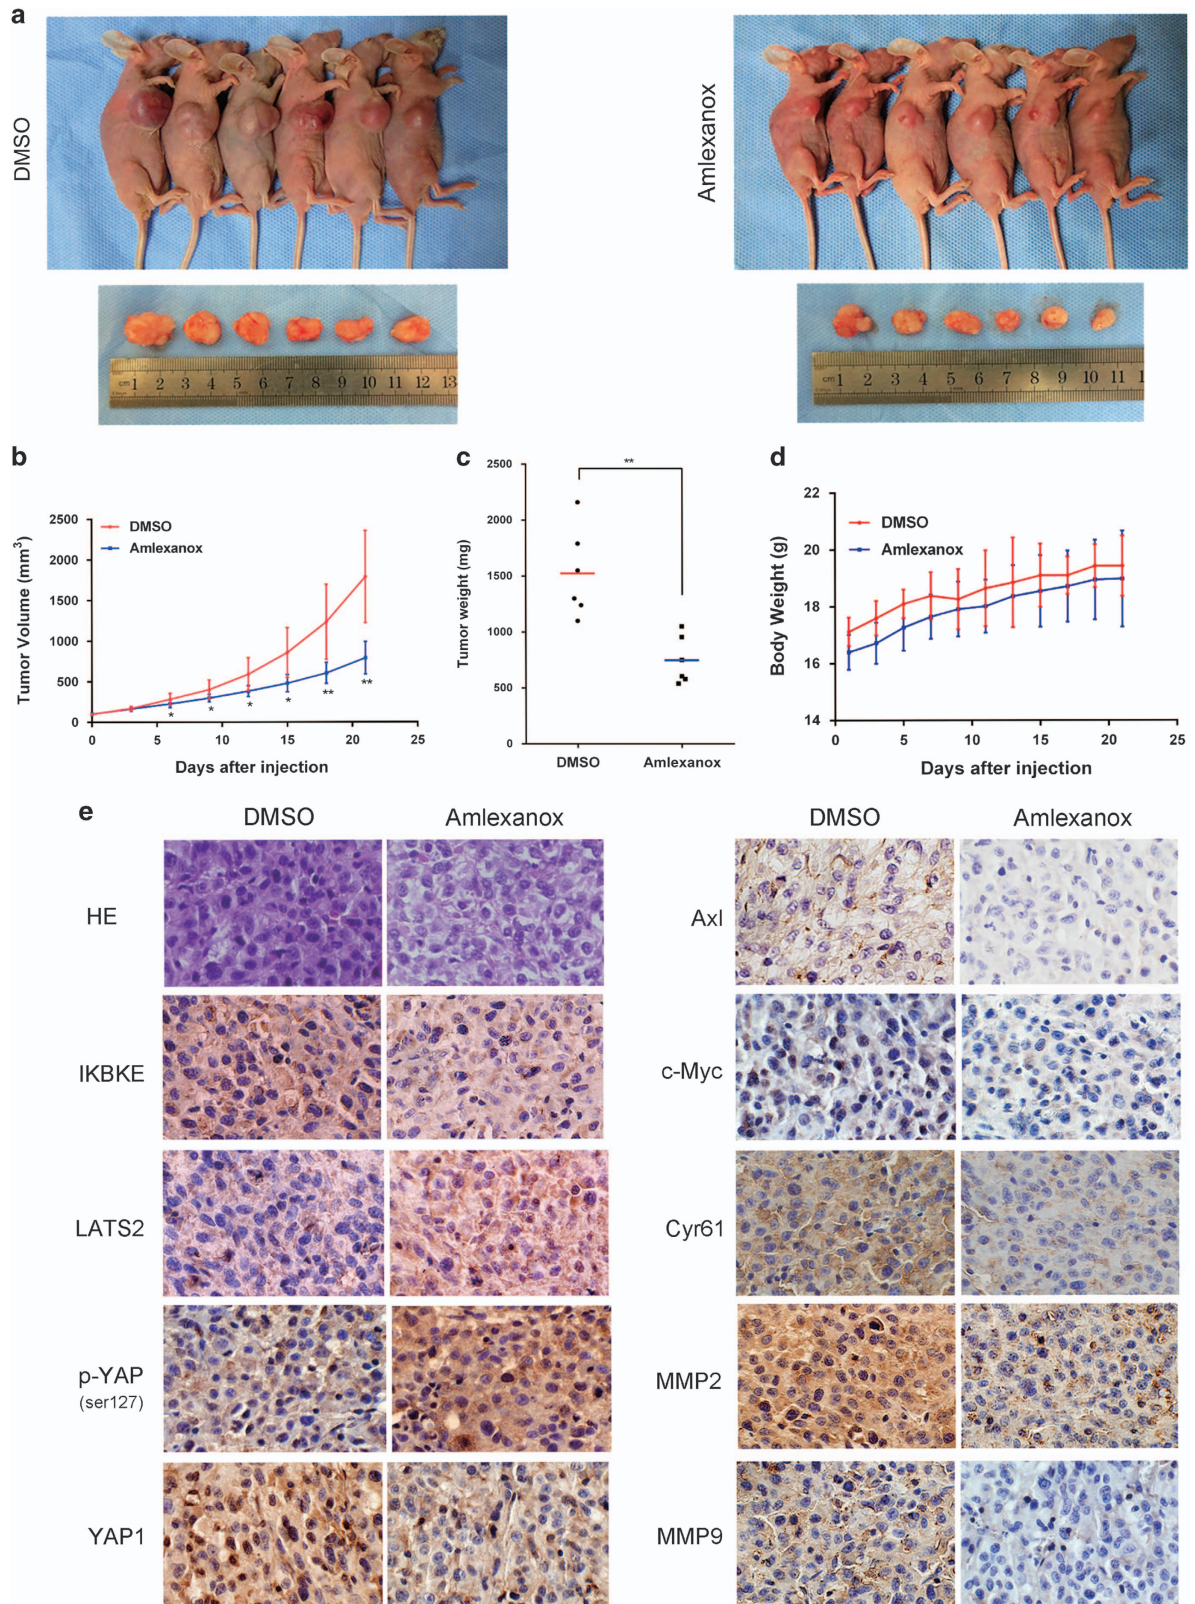 a
DMSO
Amlexanox
cm 1 2 3 4 5 6 7 8 9 10 11 12 13
cm 1 2 3 4 5 6 7 8 9 10 11 1
b
Tumor Volume (mm³)
2500
2000
1500
1000
500
0
DMSO
Amlexanox
* * * * ** **
0 5 10 15 20 25
Days after injection
c
Tumor weight (mg)
2500
2000
1500
1000
500
0
**
DMSO Amlexanox
d
Body Weight (g)
22
20
18
16
14
DMSO
Amlexanox
0 5 10 15 20 25
Days after injection
e
DMSO Amlexanox
HE
IKBKE
LATS2
p-YAP
(ser127)
YAP1
DMSO Amlexanox
Axl
c-Myc
Cyr61
MMP2
MMP9